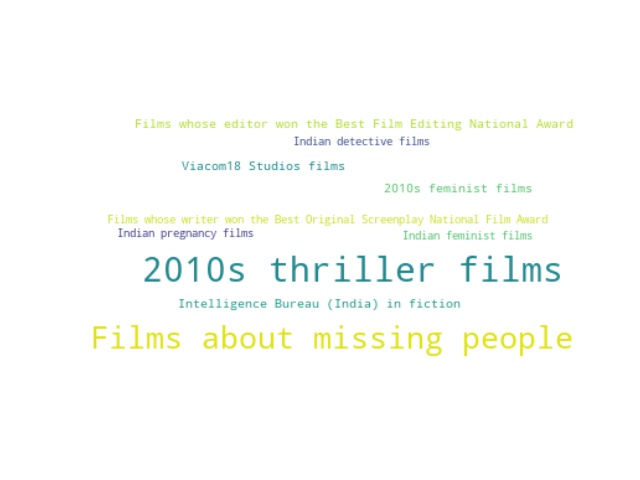 Films whose editor won the Best Film Editing National Award
Indian detective films
Viacom18 Studios films
2010s feminist films
Films whose writer won the Best Original Screenplay National Film Award
Indian pregnancy films
Indian feminist films
2010s thriller films
Intelligence Bureau (India) in fiction
Films about missing people